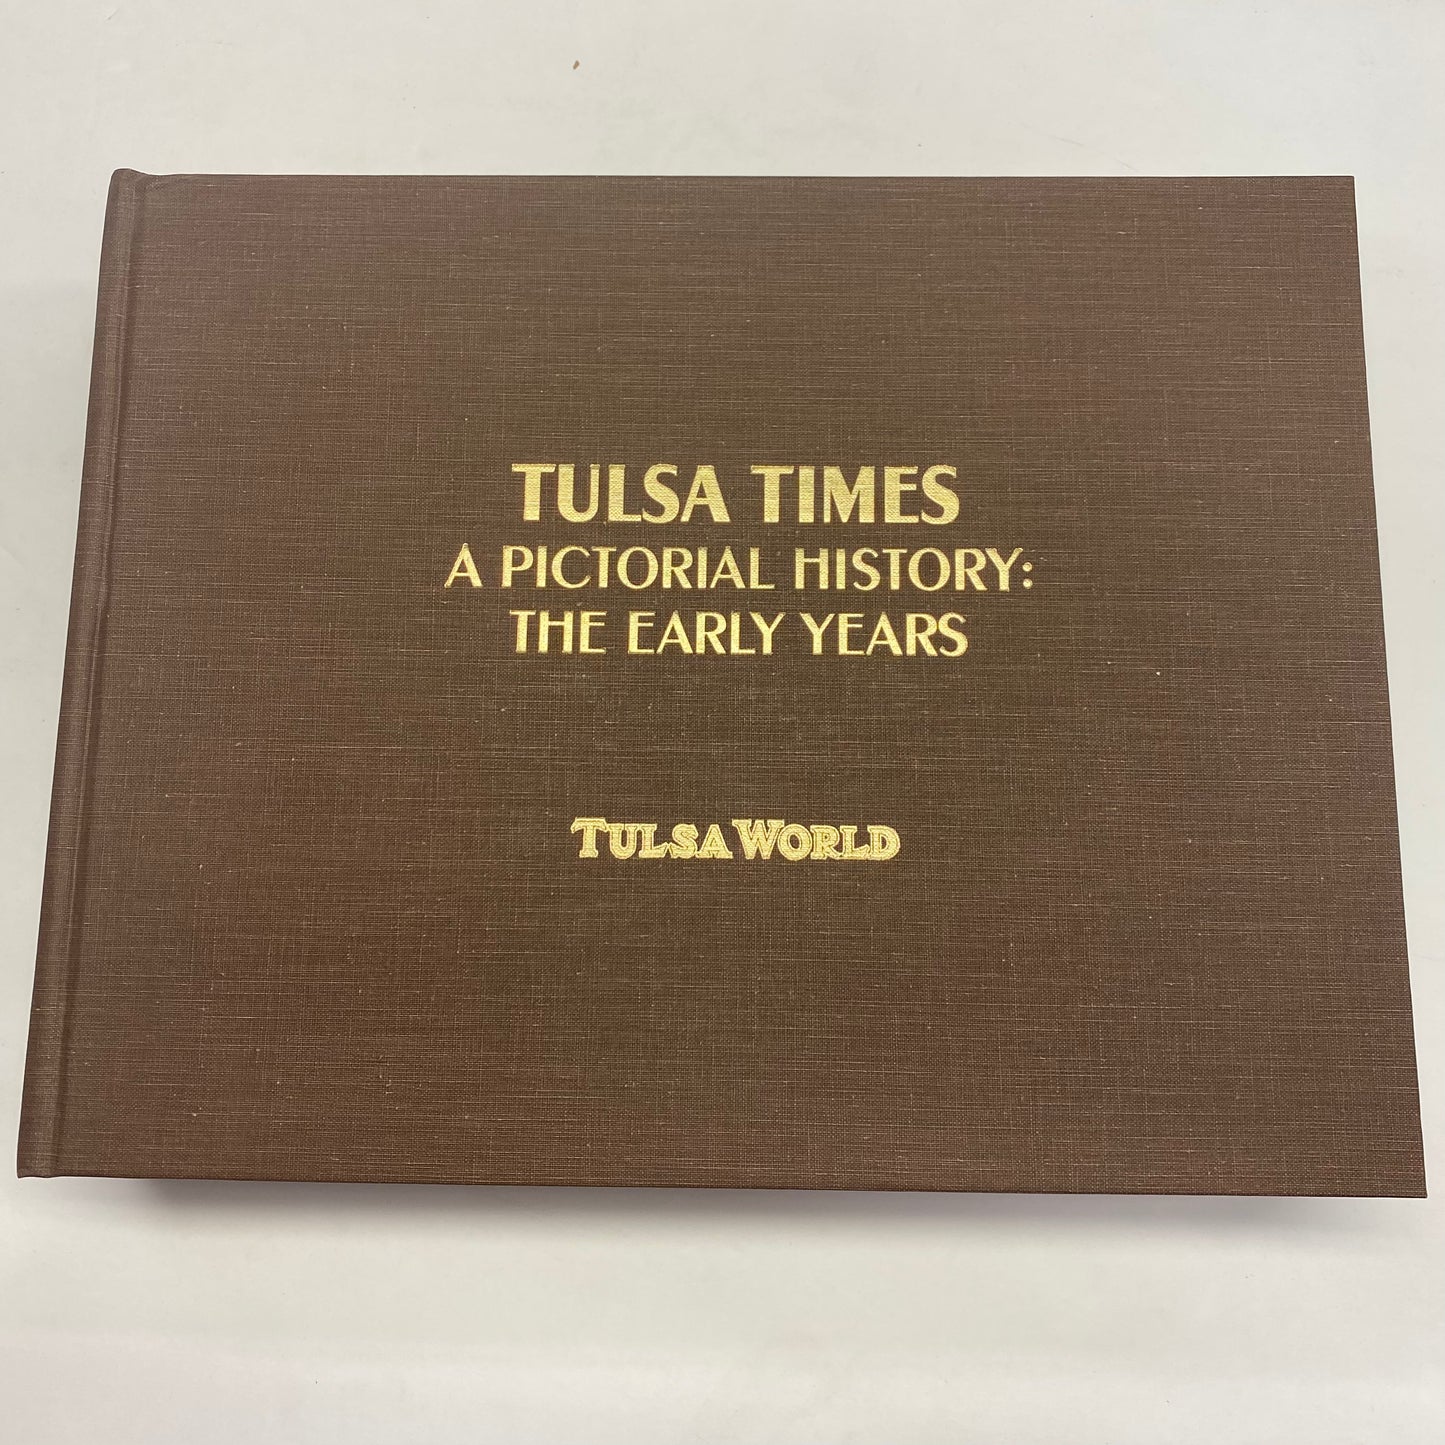 TULSA TIMES
A PICTORIAL HISTORY:
THE EARLY YEARS
TULSA WORLD